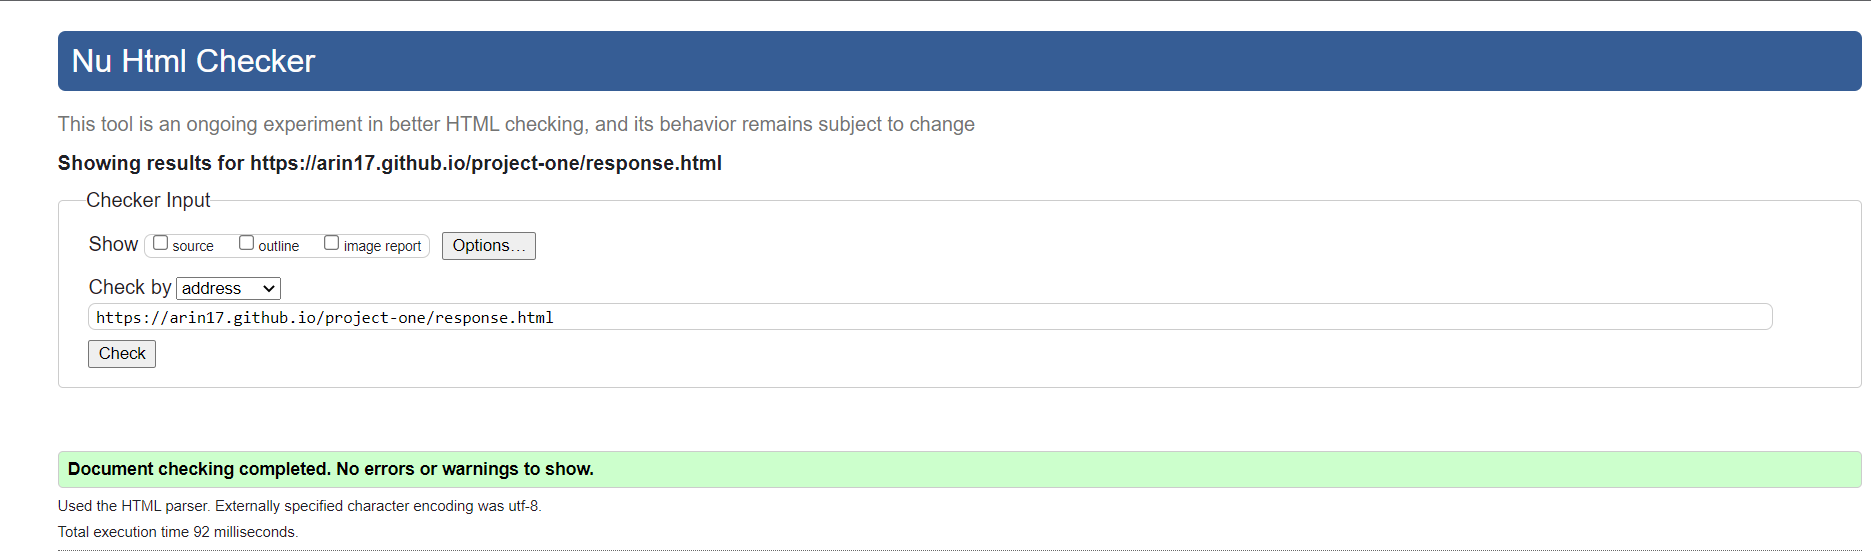 Nu Html Checker
This tool is an ongoing experiment in better HTML checking, and its behavior remains subject to change
Showing results for https://arin17.github.io/project-one/response.html
Checker Input
Show source outline image report Options...
Check by address
https://arin17.github.io/project-one/response.html
Check
Document checking completed. No errors or warnings to show.
Used the HTML parser. Externally specified character encoding was utf-8.
Total execution time 92 milliseconds.